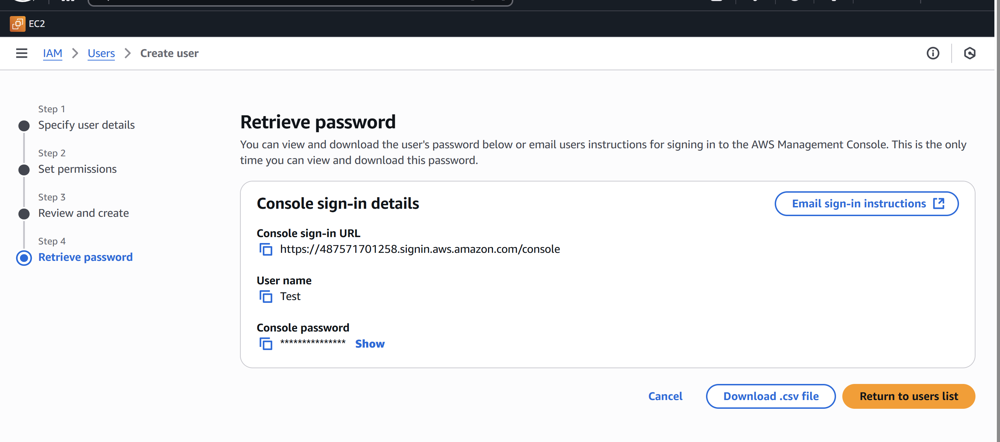 EC2
IAM > Users > Create user
Step 1
Specify user details
Step 2
Set permissions
Step 3
Review and create
Step 4
Retrieve password
Retrieve password
You can view and download the user's password below or email users instructions for signing in to the AWS Management Console. This is the only
time you can view and download this password.
Console sign-in details
Email sign-in instructions
Console sign-in URL
https://487571701258.signin.aws.amazon.com/console
User name
Test
Console password
*************** Show
Cancel
Download .csv file
Return to users list